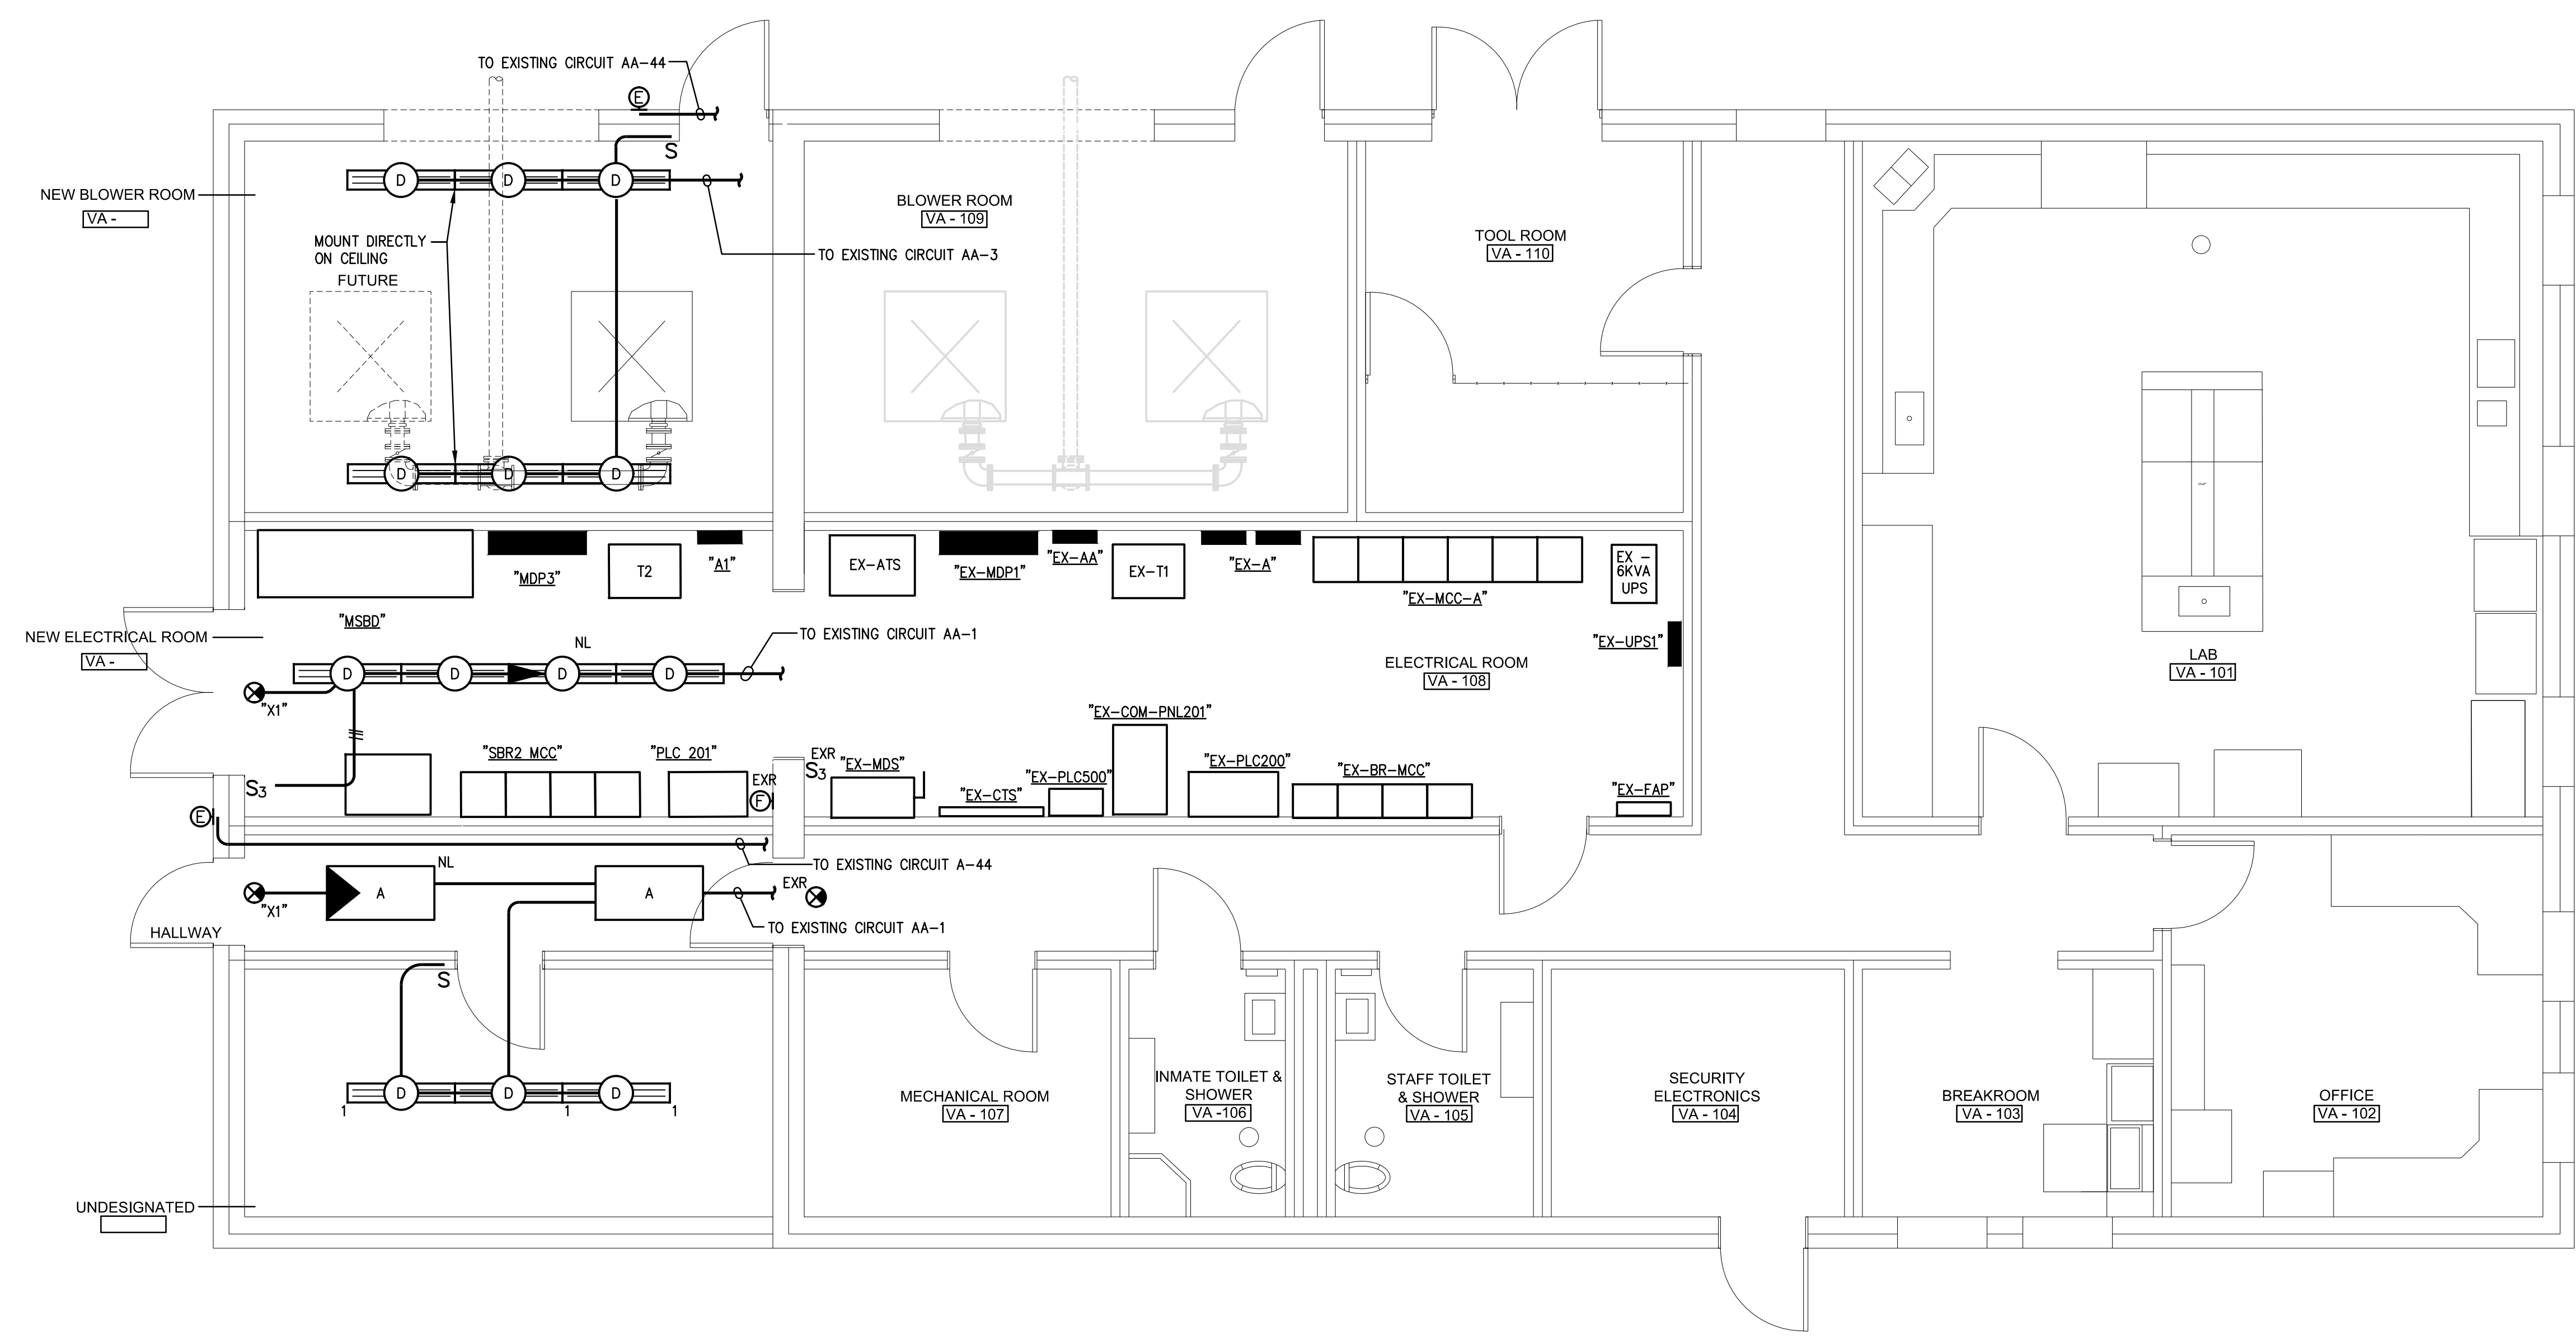 TO EXISTING CIRCUIT AA-44
E
S
NEW BLOWER ROOM
VA -
D
D
D
BLOWER ROOM
VA - 109
TOOL ROOM
VA - 110
MOUNT DIRECTLY
ON CEILING
TO EXISTING CIRCUIT AA-3
FUTURE
D
D
D
"MSBD"
"MDP3"
T2
"A1"
EX-ATS
"EX-MDP1"
"EX-AA"
EX-T1
"EX-A"
"EX-MCC-A"
EX -
6KVA
UPS
"EX-UPS1"
NEW ELECTRICAL ROOM
VA -
NL
TO EXISTING CIRCUIT AA-1
D
D
D
D
"X1"
ELECTRICAL ROOM
VA - 108
LAB
VA - 101
S3
"SBR2 MCC"
"PLC 201"
EXR
F
EXR
S3
"EX-MDS"
"EX-CTS"
"EX-PLC500"
"EX-COM-PNL201"
"EX-PLC200"
"EX-BR-MCC"
"EX-FAP"
E
TO EXISTING CIRCUIT A-44
NL
A
A
EXR
"X1"
TO EXISTING CIRCUIT AA-1
HALLWAY
S
D
D
D
1
1
1
MECHANICAL ROOM
VA - 107
INMATE TOILET &
SHOWER
VA -106
STAFF TOILET
& SHOWER
VA - 105
SECURITY
ELECTRONICS
VA - 104
BREAKROOM
VA - 103
OFFICE
VA - 102
UNDESIGNATED